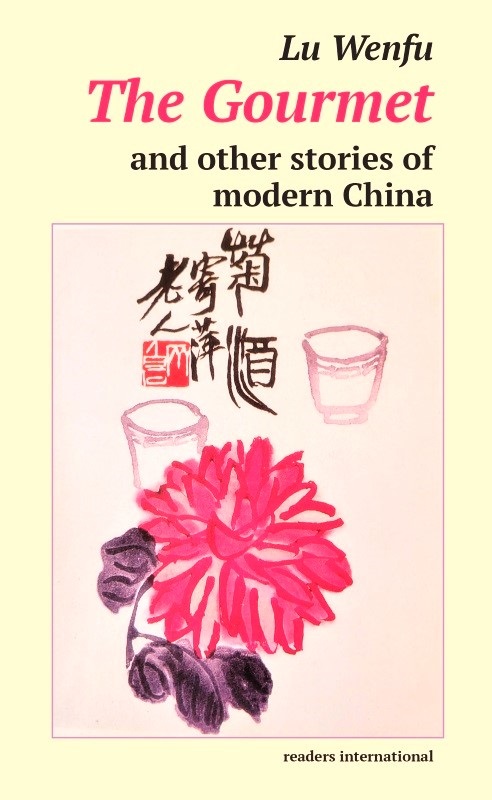 Lu Wenfu
The Gourmet
and other stories of
modern China
菊酒
寄萍
老人
readers international